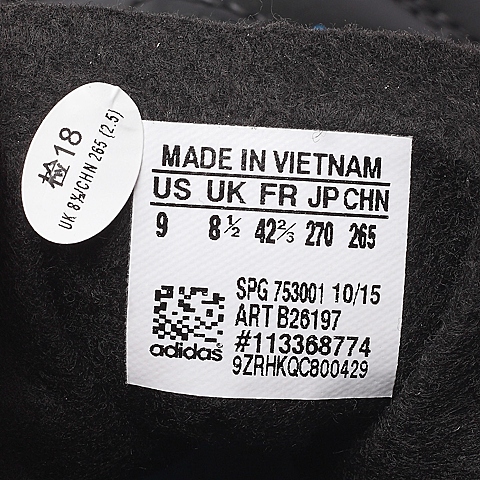 检18
UK 8½/CHN 265 (2.5)
MADE IN VIETNAM
US UK FR JP CHN
9 8½ 42⅔ 270 265
SPG 753001 10/15
ART B26197
#113368774
9ZRHKQC800429
adidas